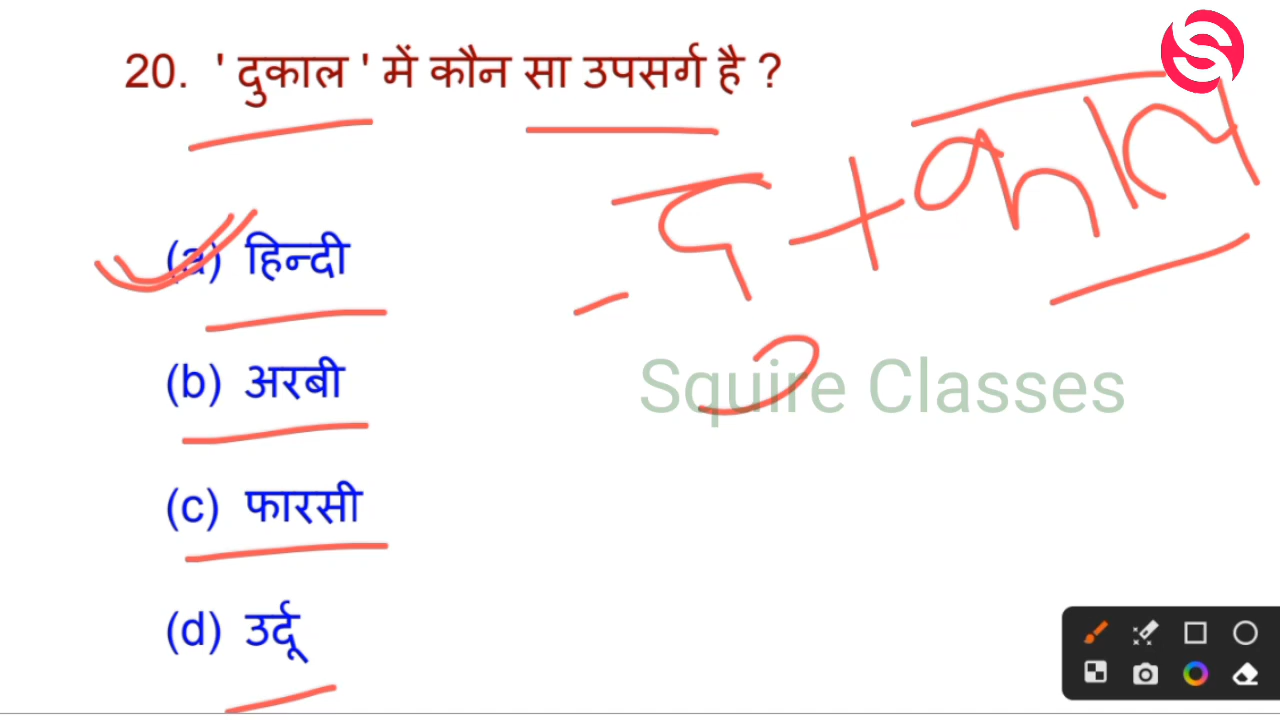 20. ' दुकाल ' में कौन सा उपसर्ग है ?
दु + काल
(a) हिन्दी
(b) अरबी
Squire Classes
(c) फारसी
(d) उर्दू